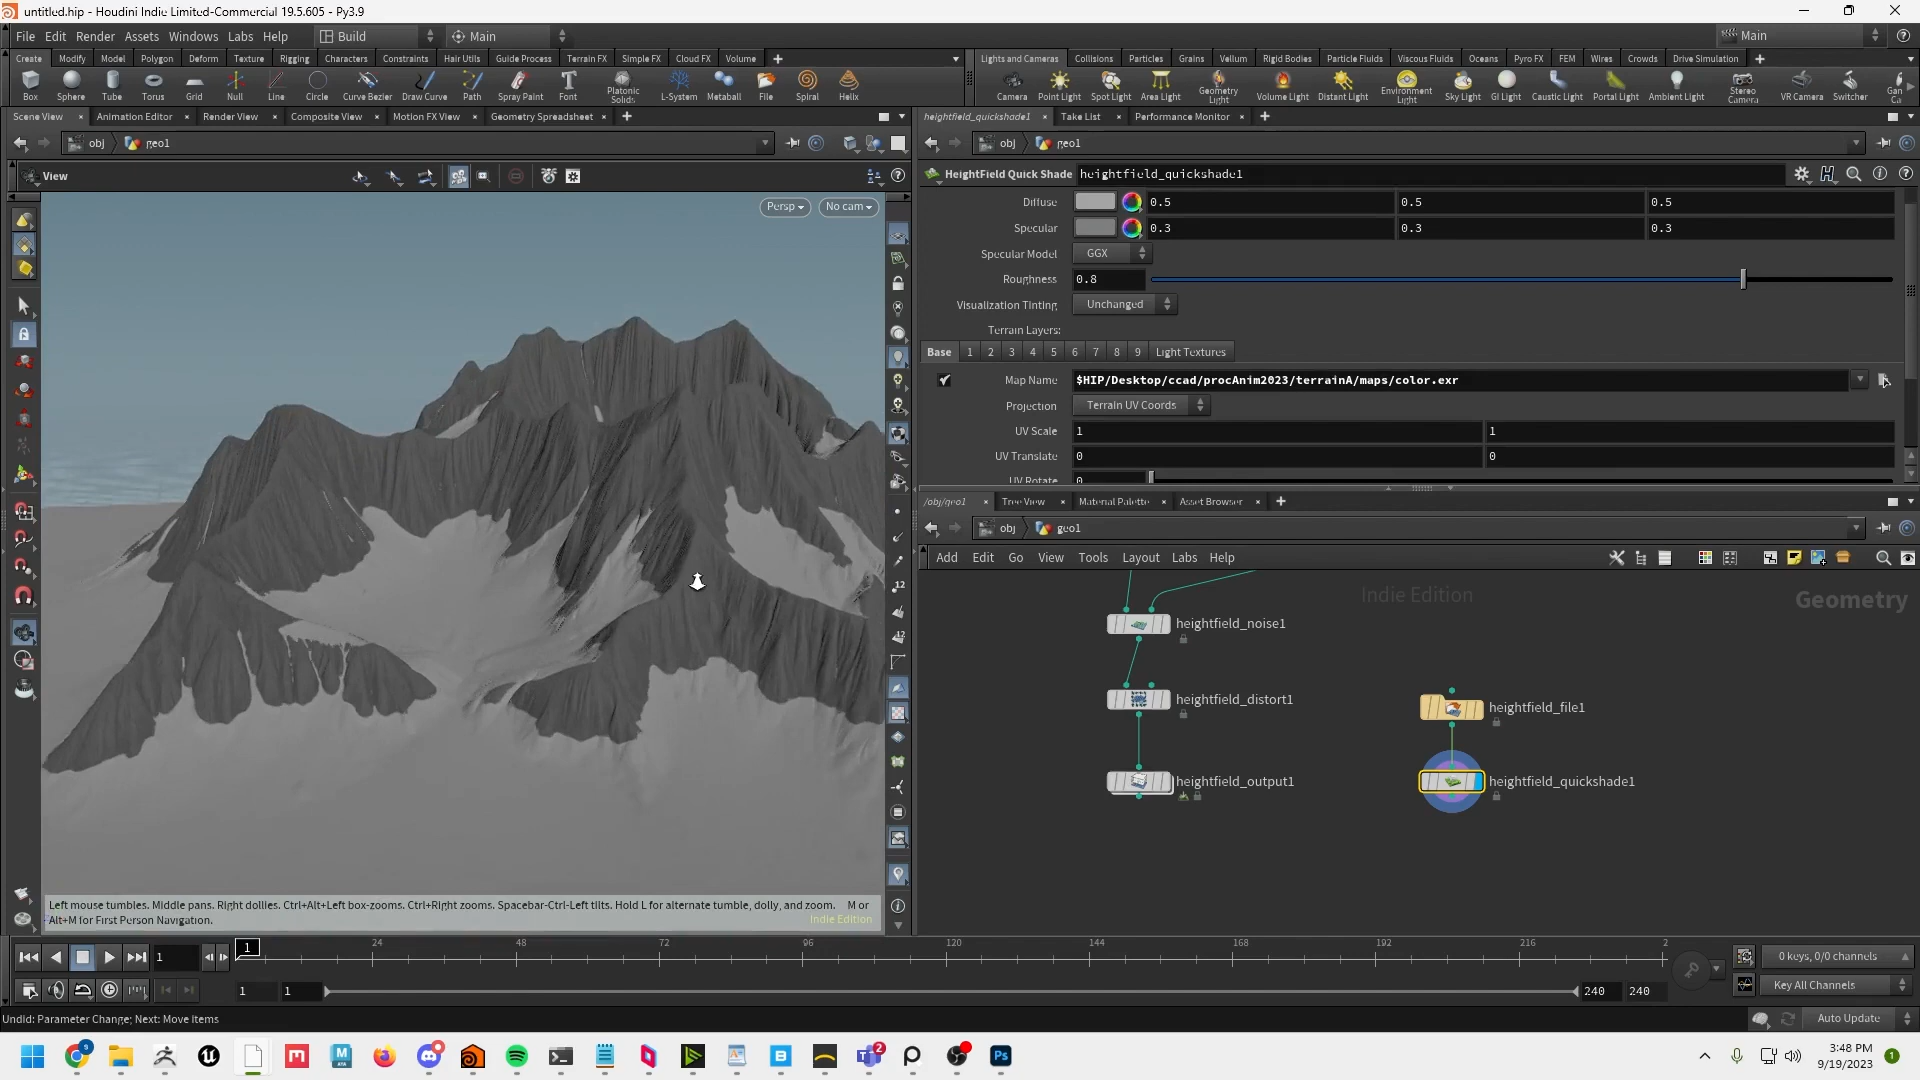 untitled.hip - Houdini Indie Limited-Commercial 19.5.605 - Py3.9
File Edit Render Assets Windows Labs Help Build Main Main
Create Modify Model Polygon Deform Texture Rigging Characters Constraints Hair Utils Guide Process Terrain FX Simple FX Cloud FX Volume
Lights and Cameras Collisions Particles Grains Vellum Rigid Bodies Particle Fluids Viscous Fluids Oceans Pyro FX FEM Wires Crowds Drive Simulation
Box Sphere Tube Torus Grid Null Line Circle Curve Bezier Draw Curve Path Spray Paint Font Platonic Solids L-System Metaball File Spiral Helix
Camera Point Light Spot Light Area Light Geometry Light Volume Light Distant Light Environment Light Sky Light GI Light Caustic Light Portal Light Ambient Light Stereo Camera VR Camera Switcher
Scene View Animation Editor Render View Composite View Motion FX View Geometry Spreadsheet
heightfield_quickshade1 Take List Performance Monitor
obj geo1
obj geo1
View
HeightField Quick Shade heightfield_quickshade1
Persp No cam
Diffuse 0.5 0.5 0.5
Specular 0.3 0.3 0.3
Specular Model GGX
Roughness 0.8
Visualization Tinting Unchanged
Terrain Layers:
Base 1 2 3 4 5 6 7 8 9 Light Textures
Map Name $HIP/Desktop/ccad/procAnim2023/terrainA/maps/color.exr
Projection Terrain UV Coords
UV Scale 1 1
UV Translate 0 0
UV Rotate 0
/obj/geo1 Tree View Material Palette Asset Browser
obj geo1
Add Edit Go View Tools Layout Labs Help
Indie Edition
Geometry
heightfield_noise1
heightfield_distort1
heightfield_file1
heightfield_output1
heightfield_quickshade1
12
12
Left mouse tumbles. Middle pans. Right dollies. Ctrl+Alt+Left box-zooms. Ctrl+Right zooms. Spacebar-Ctrl-Left tilts. Hold L for alternate tumble, dolly, and zoom. M or
Alt+M for First Person Navigation.
Indie Edition
1 1 24 48 72 96 120 144 168 192 216 2
0 keys, 0/0 channels
1 1 240 240
Key All Channels
Undid: Parameter Change; Next: Move items
Auto Update
3:48 PM
9/19/2023
1
9
2
M
M
AYA
B
Ps